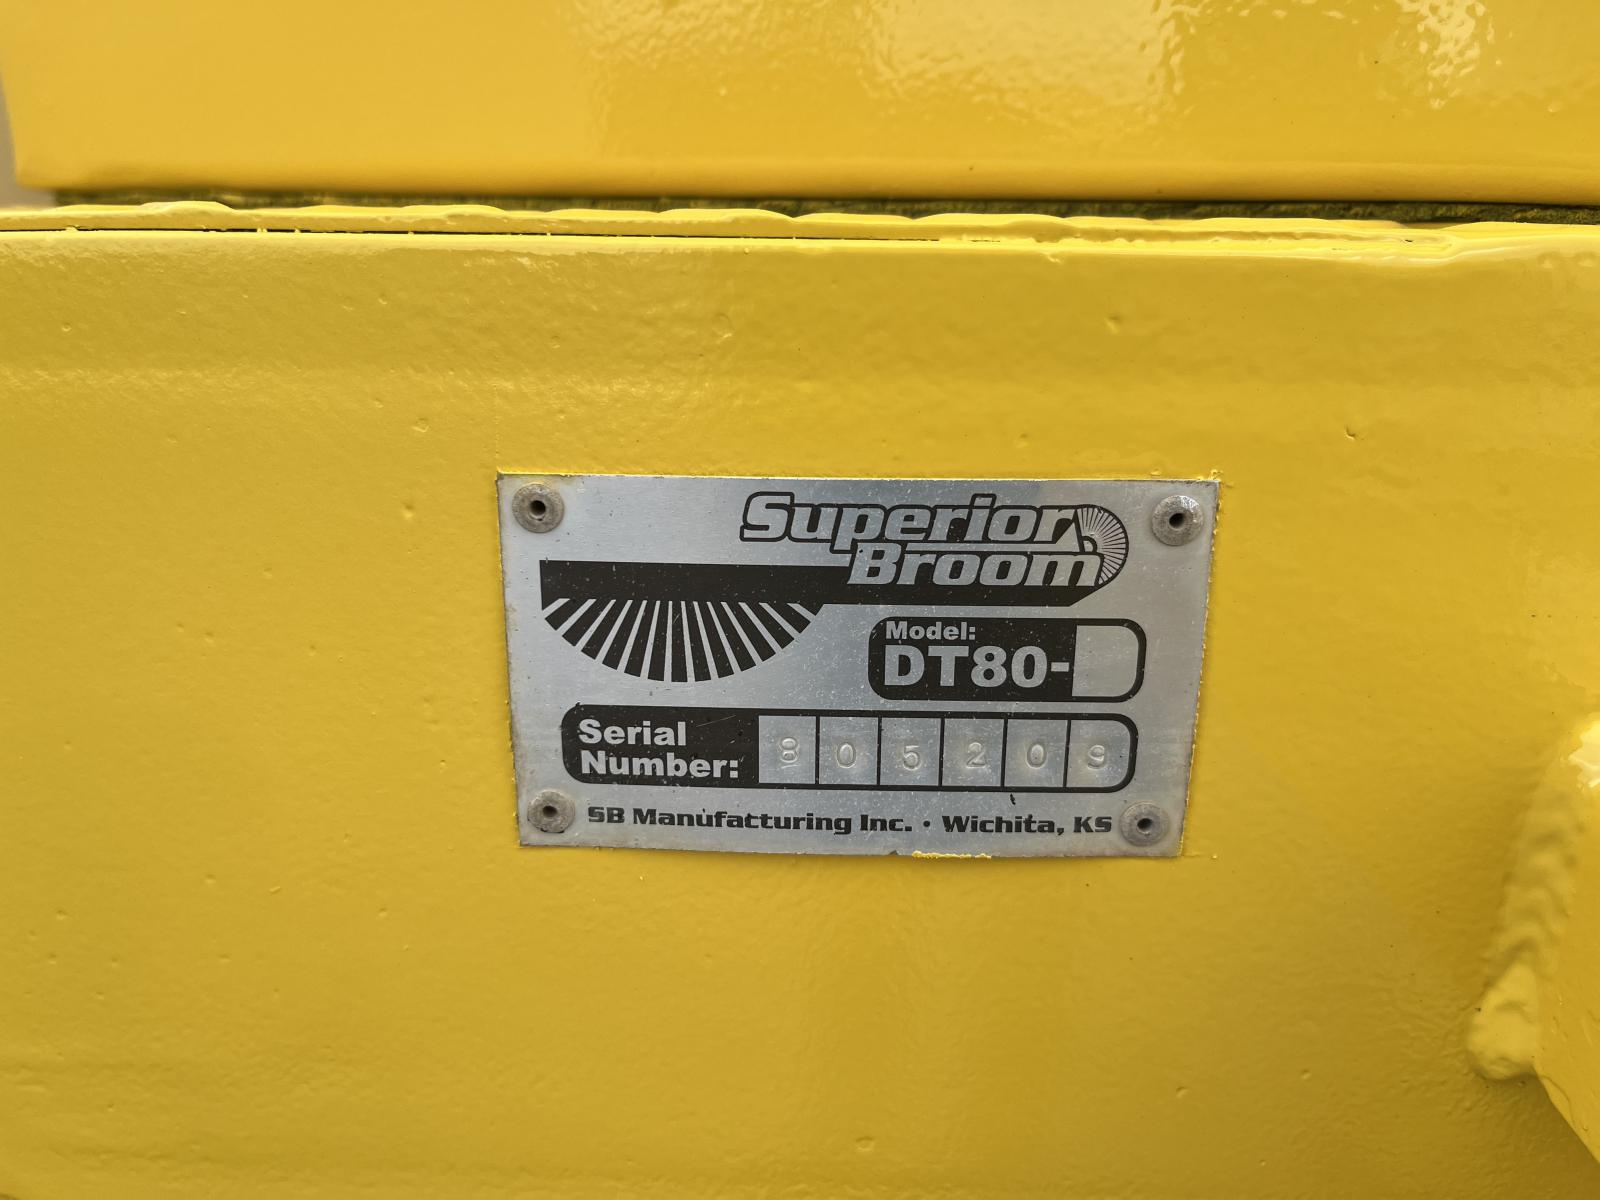 Superior
Broom
Model:
DT80-
Serial
Number: 805209
SB Manufacturing Inc. • Wichita, KS